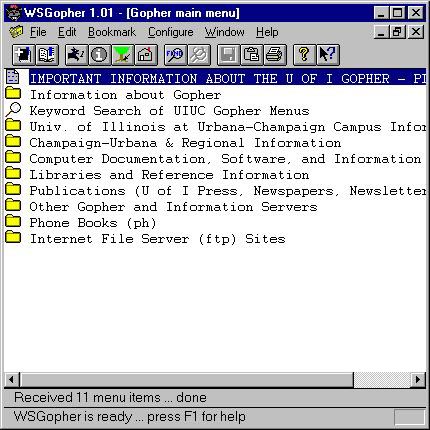 WSGopher 1.01 - [Gopher main menu]
File Edit Bookmark Configure Window Help
FIND
IMPORTANT INFORMATION ABOUT THE U OF I GOPHER - PL
Information about Gopher
Keyword Search of UIUC Gopher Menus
Univ. of Illinois at Urbana-Champaign Campus Infor
Champaign-Urbana & Regional Information
Computer Documentation, Software, and Information
Libraries and Reference Information
Publications (U of I Press, Newspapers, Newsletter
Other Gopher and Information Servers
Phone Books (ph)
Internet File Server (ftp) Sites
Received 11 menu items ... done
WSGopher is ready ... press F1 for help